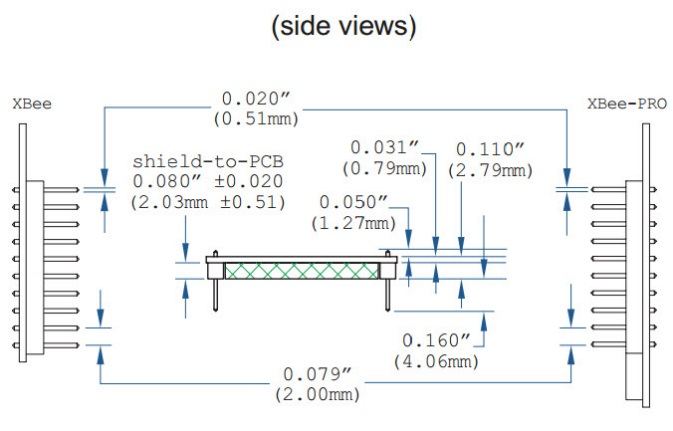 (side views)
XBee
0.020″
(0.51mm)
XBee-PRO
shield-to-PCB
0.080″ ±0.020
(2.03mm ±0.51)
0.031″
(0.79mm)
0.110″
(2.79mm)
0.050″
(1.27mm)
0.160″
(4.06mm)
0.079″
(2.00mm)